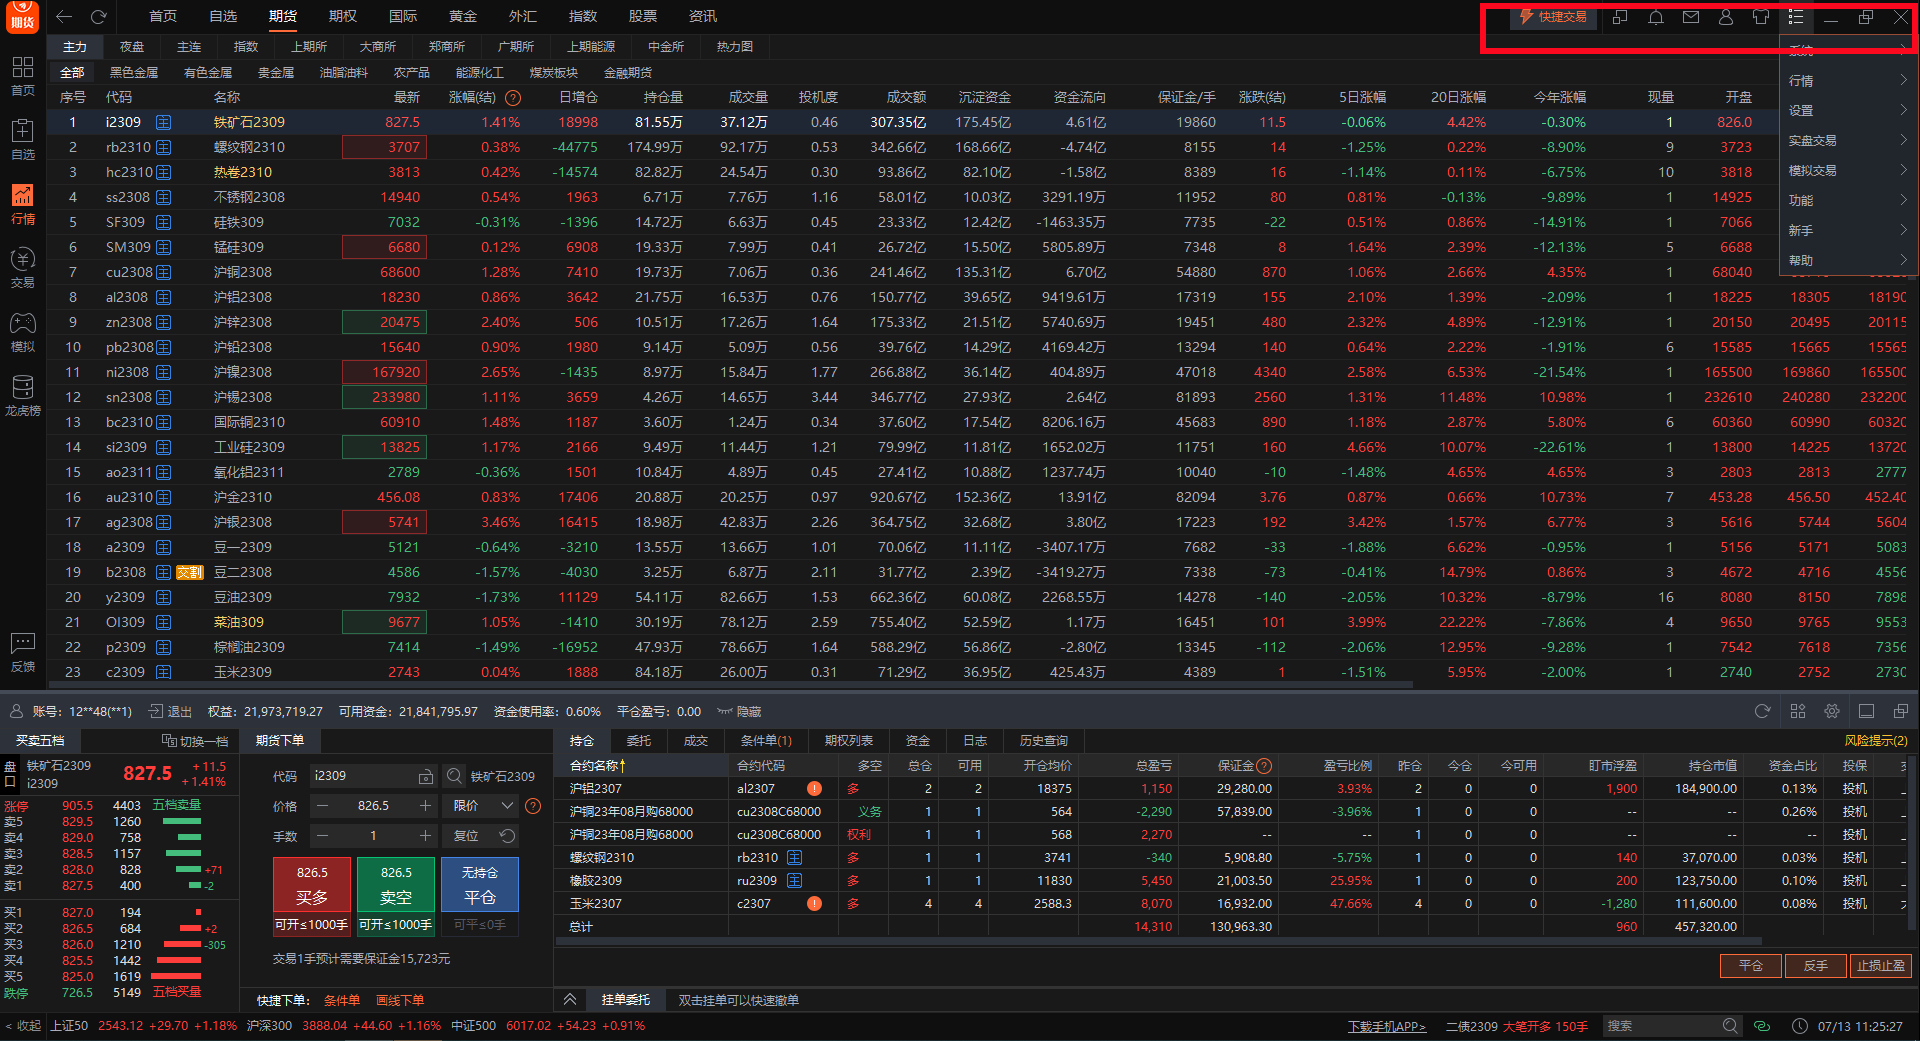 期货 首页 自选 期货 期权 国际 黄金 外汇 指数 股票 资讯 快捷交易
主力 夜盘 主连 指数 上期所 大商所 郑商所 广期所 上期能源 中金所 热力图
全部 黑色金属 有色金属 贵金属 油脂油料 农产品 能源化工 煤炭板块 金融期货
系统
行情
设置
实盘交易
模拟交易
功能
新手
帮助
首页
自选
行情
交易
模拟
龙虎榜
反馈
序号 代码 名称 最新 涨幅(结) ? 日增仓 持仓量 成交量 投机度 成交额 沉淀资金 资金流向 保证金/手 涨跌(结) 5日涨幅 20日涨幅 今年涨幅 现量 开盘
1 i2309 主 铁矿石2309 827.5 1.41% 18998 81.55万 37.12万 0.46 307.35亿 175.45亿 4.61亿 19860 11.5 -0.06% 4.42% -0.30% 1 826.0
2 rb2310 主 螺纹钢2310 3707 0.38% -44775 174.99万 92.17万 0.53 342.66亿 168.66亿 -4.74亿 8155 14 -1.25% 0.22% -8.90% 9 3723
3 hc2310 主 热卷2310 3813 0.42% -14574 82.82万 24.54万 0.30 93.86亿 82.10亿 -1.58亿 8389 16 -1.14% 0.11% -6.75% 10 3818
4 ss2308 主 不锈钢2308 14940 0.54% 1963 6.71万 7.76万 1.16 58.01亿 10.03亿 3291.19万 11952 80 0.81% -0.13% -9.89% 1 14925
5 SF309 主 硅铁309 7032 -0.31% -1396 14.72万 6.63万 0.45 23.33亿 12.42亿 -1463.35万 7735 -22 0.51% 0.86% -14.91% 1 7066
6 SM309 主 锰硅309 6680 0.12% 6908 19.33万 7.99万 0.41 26.72亿 15.50亿 5805.89万 7348 8 1.64% 2.39% -12.13% 5 6688
7 cu2308 主 沪铜2308 68600 1.28% 7410 19.73万 7.06万 0.36 241.46亿 135.31亿 6.70亿 54880 870 1.06% 2.66% 4.35% 1 68040
8 al2308 主 沪铝2308 18230 0.86% 3642 21.75万 16.53万 0.76 150.77亿 39.65亿 9419.61万 17319 155 2.10% 1.39% -2.09% 1 18225 18305 18190
9 zn2308 主 沪锌2308 20475 2.40% 506 10.51万 17.26万 1.64 175.33亿 21.51亿 5740.69万 19451 480 2.32% 4.89% -12.91% 1 20150 20495 20115
10 pb2308 主 沪铅2308 15640 0.90% 1980 9.14万 5.09万 0.56 39.76亿 14.29亿 4169.42万 13294 140 0.64% 2.22% -1.91% 6 15585 15665 15565
11 ni2308 主 沪镍2308 167920 2.65% -1435 8.97万 15.84万 1.77 266.88亿 36.14亿 404.89万 47018 4340 2.58% 6.53% -21.54% 1 165500 169860 165500
12 sn2308 主 沪锡2308 233980 1.11% 3659 4.26万 14.65万 3.44 346.77亿 27.93亿 2.64亿 81893 2560 1.31% 11.48% 10.98% 1 232610 240280 232200
13 bc2310 主 国际铜2310 60910 1.48% 1187 3.60万 1.24万 0.34 37.60亿 17.54亿 8206.16万 45683 890 1.18% 2.87% 5.80% 6 60360 60990 60320
14 si2309 主 工业硅2309 13825 1.17% 2166 9.49万 11.44万 1.21 79.99亿 11.81亿 1652.02万 11751 160 4.66% 10.07% -22.61% 1 13800 14225 13720
15 ao2311 主 氧化铝2311 2789 -0.36% 1501 10.84万 4.89万 0.45 27.41亿 10.88亿 1237.74万 10040 -10 -1.48% 4.65% 4.65% 3 2803 2813 2777
16 au2310 主 沪金2310 456.08 0.83% 17406 20.88万 20.25万 0.97 920.67亿 152.36亿 13.91亿 82094 3.76 0.87% 0.66% 10.73% 7 453.28 456.50 452.40
17 ag2308 主 沪银2308 5741 3.46% 16415 18.98万 42.83万 2.26 364.75亿 32.68亿 3.80亿 17223 192 3.42% 1.57% 6.77% 3 5616 5744 5604
18 a2309 主 豆一2309 5121 -0.64% -3210 13.55万 13.66万 1.01 70.06亿 11.11亿 -3407.17万 7682 -33 -1.88% 6.62% -0.95% 1 5156 5171 5083
19 b2308 主 交割 豆二2308 4586 -1.57% -4030 3.25万 6.87万 2.11 31.77亿 2.39亿 -3419.27万 7338 -73 -0.41% 14.79% 0.86% 3 4672 4716 4556
20 y2309 主 豆油2309 7932 -1.73% 11129 54.11万 82.66万 1.53 662.36亿 60.08亿 2268.55万 14278 -140 -2.05% 10.32% -8.79% 16 8080 8150 7898
21 OI309 主 菜油309 9677 1.05% -1410 30.19万 78.12万 2.59 755.40亿 52.59亿 1.17万 16451 101 3.99% 22.22% -7.86% 4 9650 9765 9553
22 p2309 主 棕榈油2309 7414 -1.49% -16952 47.93万 78.66万 1.64 588.29亿 56.86亿 -2.80亿 13345 -112 -2.06% 12.95% -9.28% 1 7542 7618 7356
23 c2309 主 玉米2309 2743 0.04% 1888 84.18万 26.00万 0.31 71.29亿 36.95亿 425.43万 4389 1 -1.51% 5.95% -2.00% 1 2740 2752 2730
账号: 12**48(**1) 退出 权益: 21,973,719.27 可用资金: 21,841,795.97 资金使用率: 0.60% 平仓盈亏: 0.00 隐藏
买卖五档 切换一档 期货下单
盘口 铁矿石2309 i2309 827.5 +11.5 +1.41%
涨停 905.5 4403 五档卖量
卖5 829.5 1260
卖4 829.0 758
卖3 828.5 1157
卖2 828.0 828 +71
卖1 827.5 400 -2
买1 827.0 194
买2 826.5 684 +2
买3 826.0 1210 -305
买4 825.5 1442
买5 825.0 1619
跌停 726.5 5149 五档买量
代码 i2309 铁矿石2309
价格 — 826.5 + 限价 ?
手数 — 1 + 复位
826.5 826.5 无持仓
买多 卖空 平仓
可开≤1000手 可开≤1000手 可平≤0手
交易1手预计需要保证金15,723元
快捷下单: 条件单 画线下单
持仓 委托 成交 条件单(1) 期权列表 资金 日志 历史查询 风险提示(2)
合约名称↑ 合约代码 多空 总仓 可用 开仓均价 总盈亏 保证金 ? 盈亏比例 昨仓 今仓 今可用 盯市浮盈 持仓市值 资金占比 投保
沪铝2307 al2307 ! 多 2 2 18375 1,150 29,280.00 3.93% 2 0 0 1,900 184,900.00 0.13% 投机
沪铜23年08月购68000 cu2308C68000 义务 1 1 564 -2,290 57,839.00 -3.96% 1 0 0 -- -- 0.26% 投机
沪铜23年08月购68000 cu2308C68000 权利 1 1 568 2,270 -- -- 1 0 0 -- -- 投机
螺纹钢2310 rb2310 主 多 1 1 3741 -340 5,908.80 -5.75% 1 0 0 140 37,070.00 0.03% 投机
橡胶2309 ru2309 主 多 1 1 11830 5,450 21,003.50 25.95% 1 0 0 200 123,750.00 0.10% 投机
玉米2307 c2307 ! 多 4 4 2588.3 8,070 16,932.00 47.66% 4 0 0 -1,280 111,600.00 0.08% 投机
总计 14,310 130,963.30 960 457,320.00
平仓 反手 止损止盈
挂单委托 双击挂单可以快速撤单
< 收起 上证50 2543.12 +29.70 +1.18% 沪深300 3888.04 +44.60 +1.16% 中证500 6017.02 +54.23 +0.91% 下载手机APP> 二债2309 大笔开多 150手 搜索 07/13 11:25:27